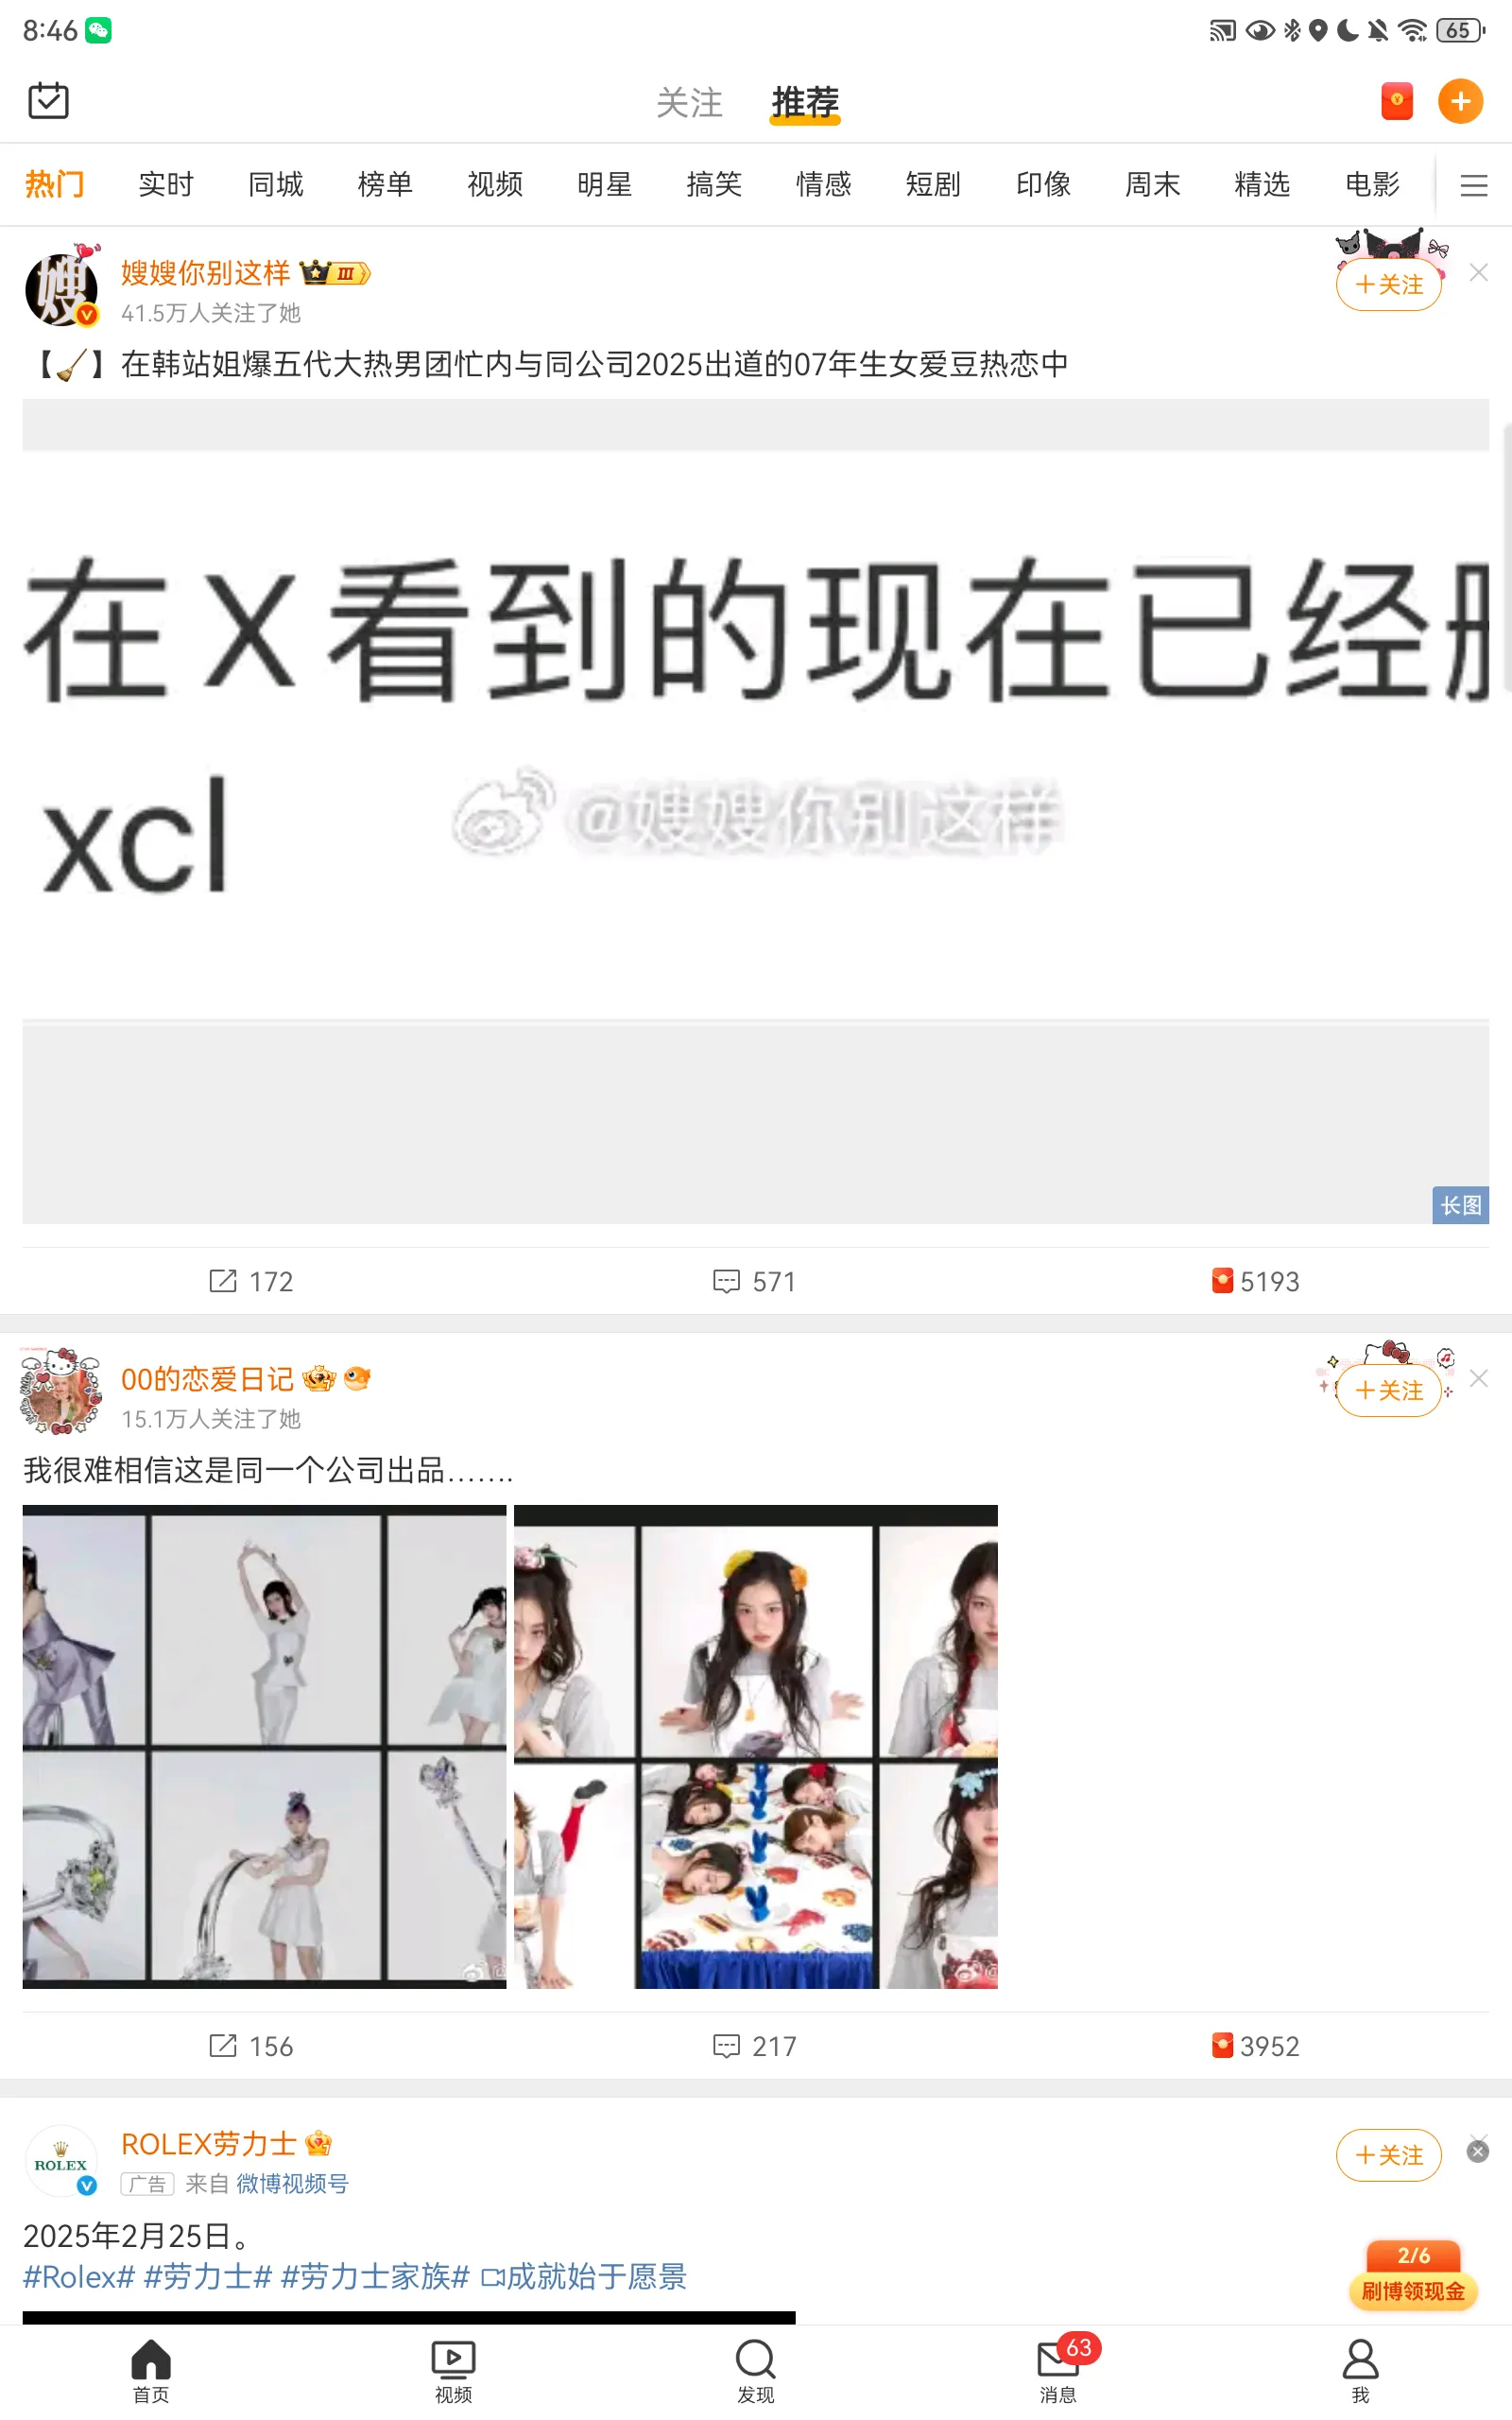 8:46
65
关注 推荐
热门 实时 同城 榜单 视频 明星 搞笑 情感 短剧 印像 周末 精选 电影
嫂
嫂嫂你别这样 III
41.5万人关注了她
+关注
【🧹】在韩站姐爆五代大热男团忙内与同公司2025出道的07年生女爱豆热恋中
在X看到的现在已经
xcl
@嫂嫂你别这样
长图
172 571 5193
00的恋爱日记
15.1万人关注了她
+关注
我很难相信这是同一个公司出品…….
156 217 3952
ROLEX
ROLEX劳力士
广告 来自 微博视频号
+关注
2025年2月25日。
#Rolex# #劳力士# #劳力士家族# 成就始于愿景
2/6
刷博领现金
63
首页 视频 发现 消息 我